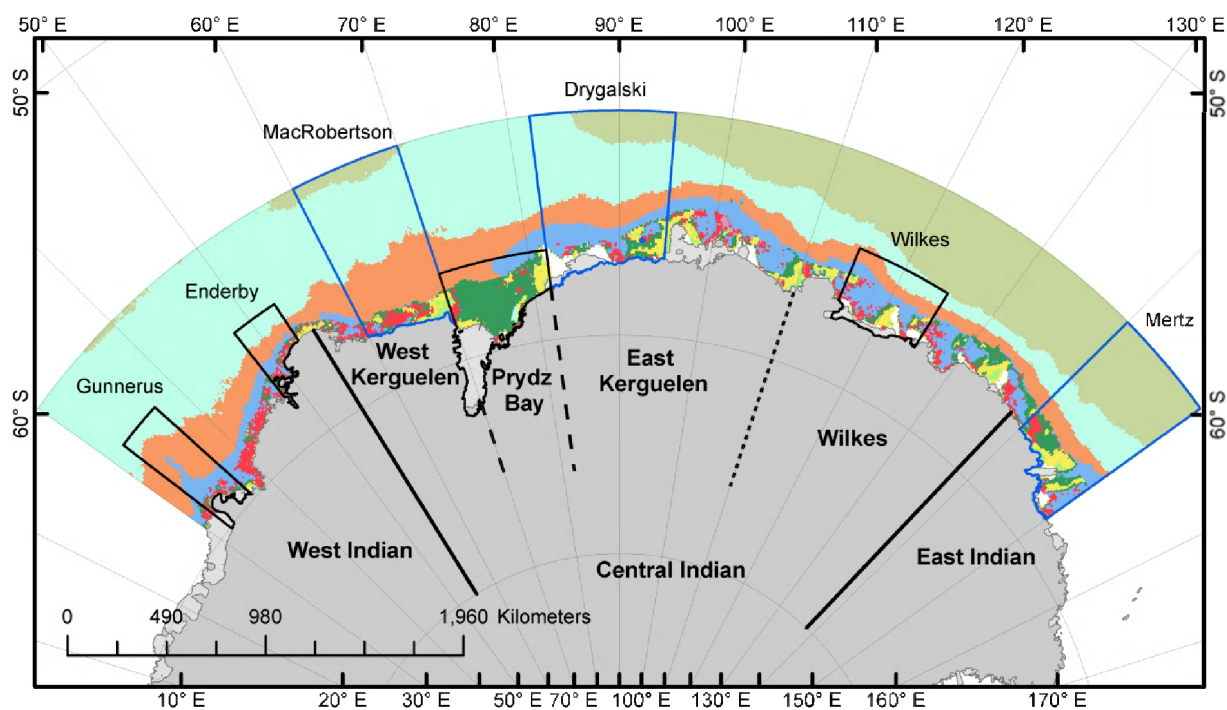 50° E 60° E 70° E 80° E 90° E 100° E 110° E 120° E 130° E
50° S
50° S
Drygalski
MacRobertson
Wilkes
Enderby
Mertz
Gunnerus
West
Kerguelen
Prydz
Bay
East
Kerguelen
60° S
60° S
Wilkes
West Indian
Central Indian
East Indian
0 490 980 1,960 Kilometers
10° E 20° E 30° E 50° E 70° E 100° E 130° E 150° E 160° E 170° E